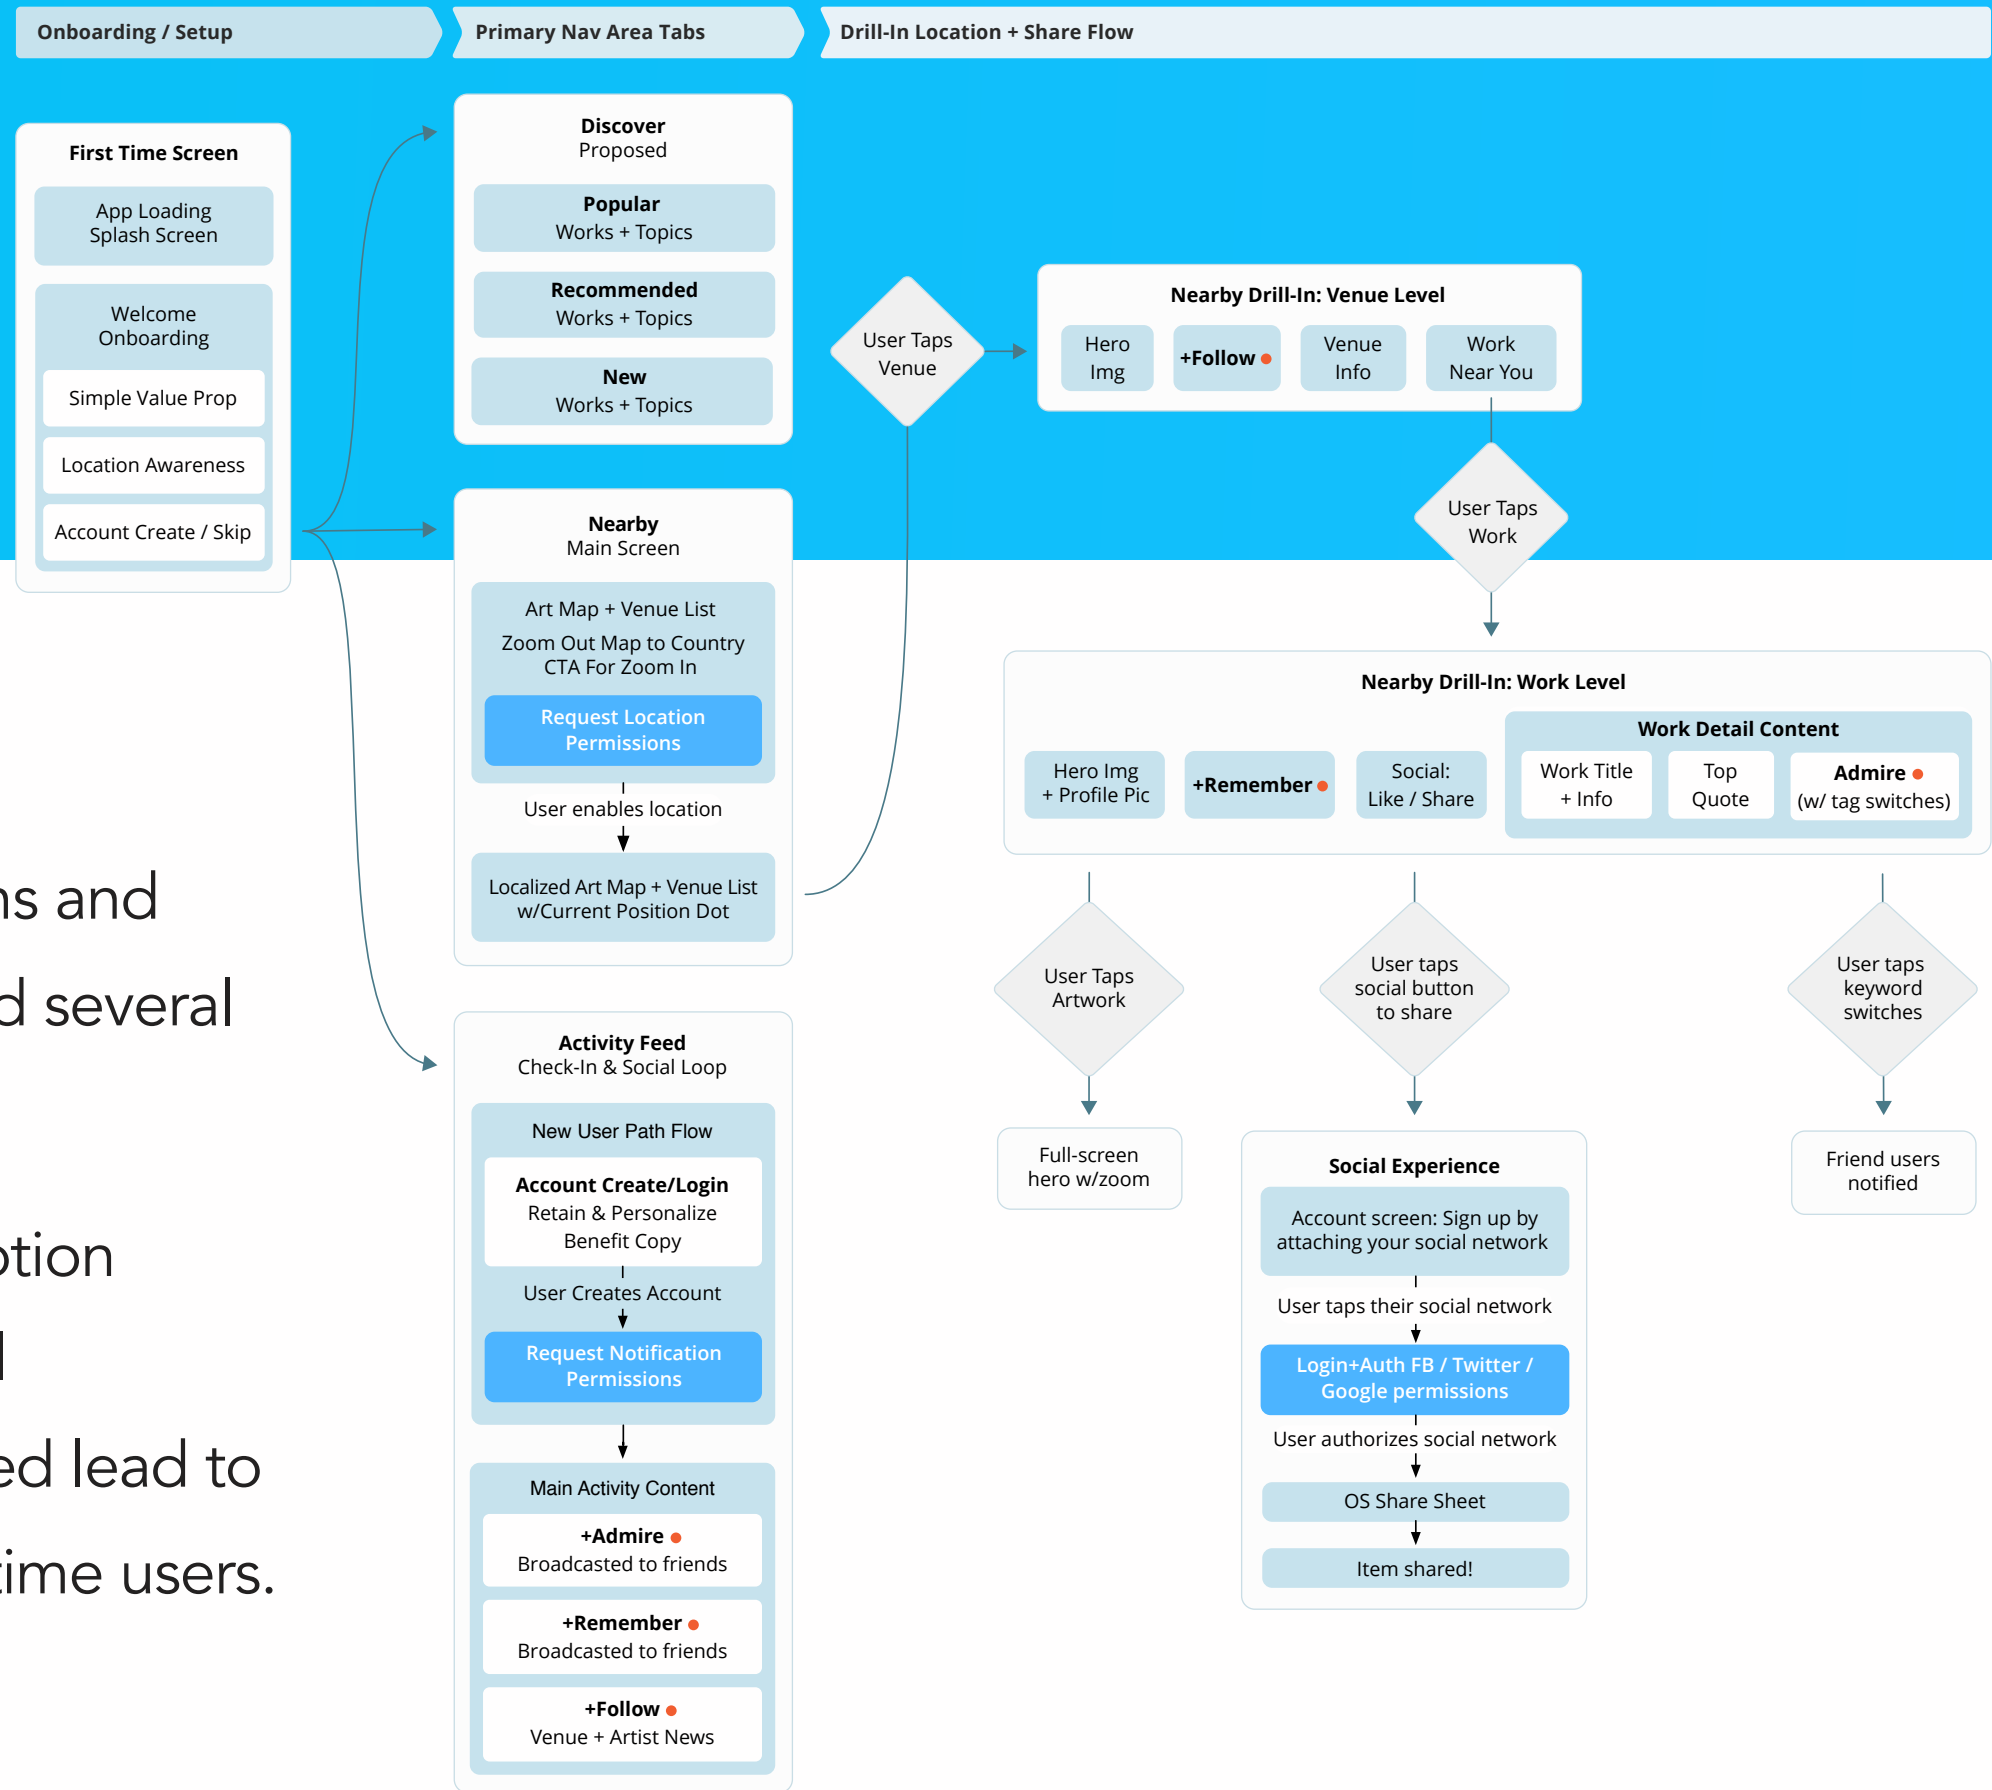 Onboarding / Setup
Primary Nav Area Tabs
Drill-In Location + Share Flow
First Time Screen
App Loading
Splash Screen
Welcome
Onboarding
Simple Value Prop
Location Awareness
Account Create / Skip
Discover
Proposed
Popular
Works + Topics
Recommended
Works + Topics
New
Works + Topics
Nearby
Main Screen
Art Map + Venue List
Zoom Out Map to Country
CTA For Zoom In
Request Location
Permissions
User enables location
Localized Art Map + Venue List
w/Current Position Dot
Activity Feed
Check-In & Social Loop
New User Path Flow
Account Create/Login
Retain & Personalize
Benefit Copy
User Creates Account
Request Notification
Permissions
Main Activity Content
+Admire
Broadcasted to friends
+Remember
Broadcasted to friends
+Follow
Venue + Artist News
User Taps
Venue
Nearby Drill-In: Venue Level
Hero
Img
+Follow
Venue
Info
Work
Near You
User Taps
Work
Nearby Drill-In: Work Level
Hero Img
+ Profile Pic
+Remember
Social:
Like / Share
Work Detail Content
Work Title
+ Info
Top
Quote
Admire
(w/ tag switches)
User Taps
Artwork
User taps
social button
to share
User taps
keyword
switches
Full-screen
hero w/zoom
Social Experience
Account screen: Sign up by
attaching your social network
User taps their social network
Login+Auth FB / Twitter /
Google permissions
User authorizes social network
OS Share Sheet
Item shared!
Friend users
notified
and
several
lead to
time users.